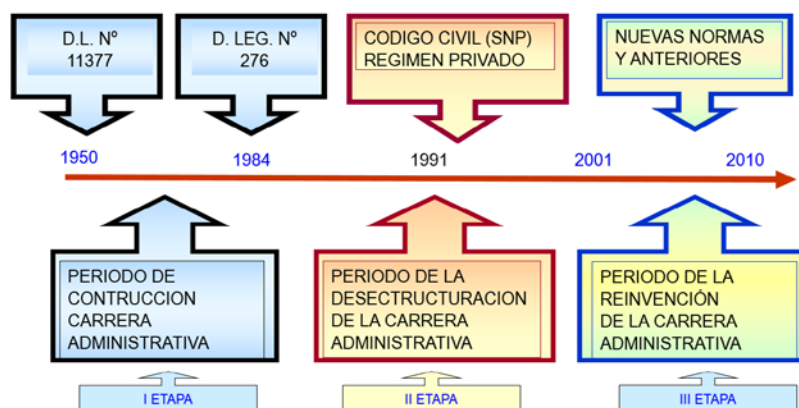 D.L. Nº
11377
D. LEG. Nº
276
CODIGO CIVIL (SNP)
REGIMEN PRIVADO
NUEVAS NORMAS
Y ANTERIORES
1950
1984
1991
2001
2010
PERIODO DE
CONTRUCCION
CARRERA
ADMINISTRATIVA
PERIODO DE LA
DESECTRUCTURACION
DE LA CARRERA
ADMINISTRATIVA
PERIODO DE LA
REINVENCIÓN
DE LA CARRERA
ADMINISTRATIVA
I ETAPA
II ETAPA
III ETAPA